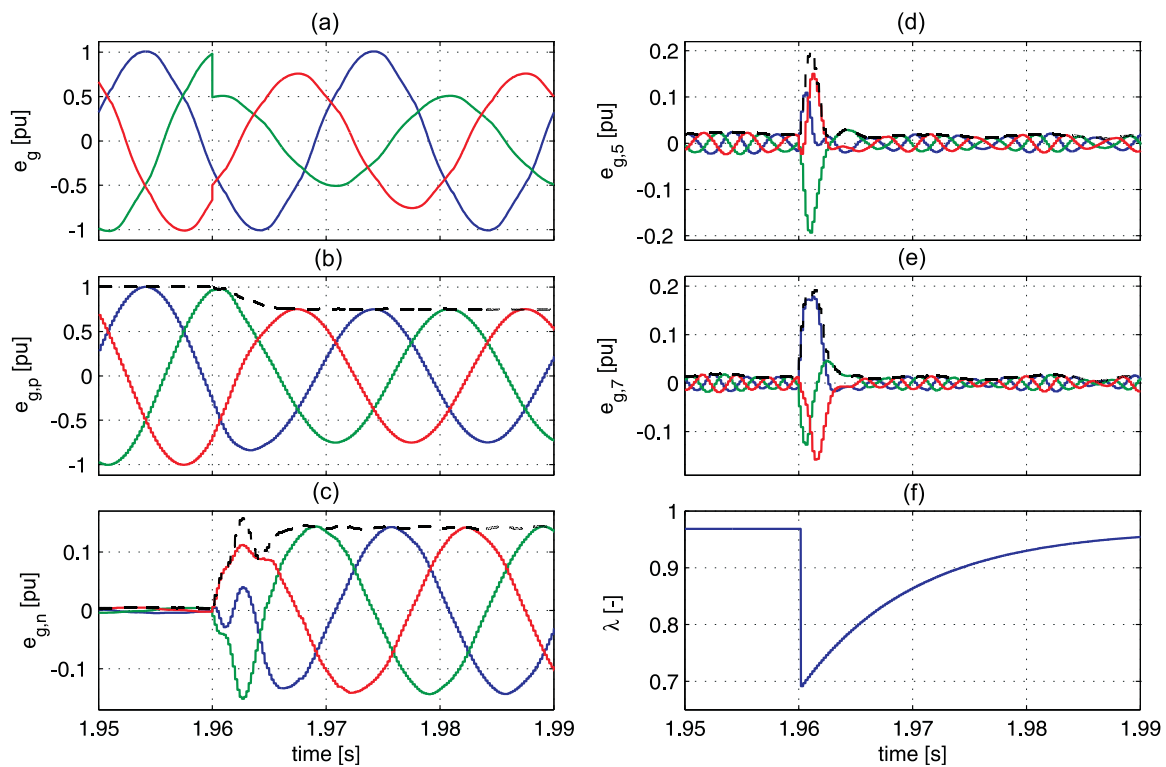 (a)
1
0.5
0
-0.5
-1
e_g [pu]
(b)
1
0.5
0
-0.5
-1
e_g,p [pu]
(c)
0.1
0
-0.1
e_g,n [pu]
1.95 1.96 1.97 1.98 1.99
time [s]
(d)
0.2
0.1
0
-0.1
-0.2
e_g,5 [pu]
(e)
0.2
0.1
0
-0.1
e_g,7 [pu]
(f)
1
0.9
0.8
0.7
λ [-]
1.95 1.96 1.97 1.98 1.99
time [s]